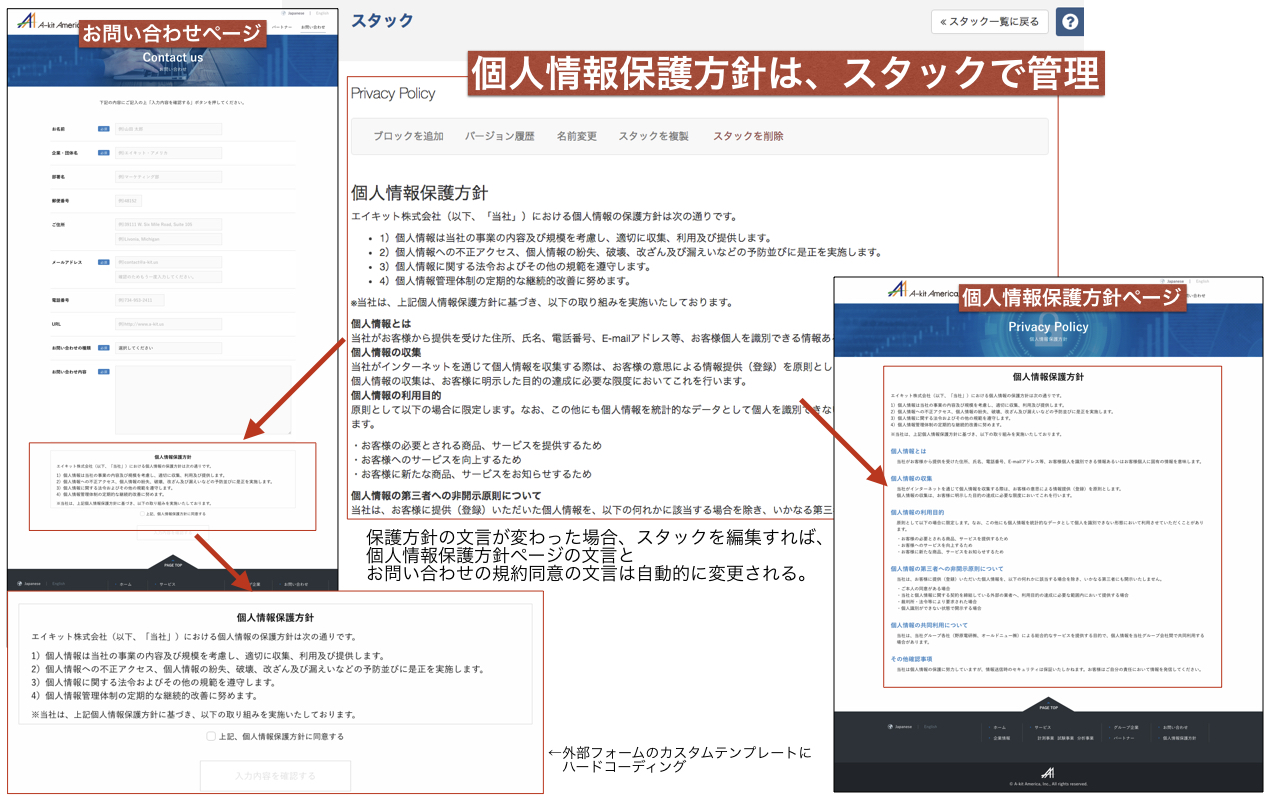 Japanese
English
A-kit America
お問い合わせページ
パートナー
お問い合わせ
Contact us
お問い合わせ
下記の内容にご記入の上「入力内容を確認する」ボタンを押してください。
お名前
必須
例)山田 太郎
企業・団体名
必須
例)エイキット・アメリカ
部署名
例)マーケティング部
郵便番号
ご住所
メールアドレス
必須
確認のためもう一度入力してください。
電話番号
URL
お問い合わせの種類
必須
選択してください
お問い合わせ内容
必須
個人情報保護方針
エイキット株式会社（以下、「当社」）における個人情報の保護方針は次の通りです。
1）個人情報は当社の事業の内容及び規模を考慮し、適切に収集、利用及び提供します。
2）個人情報への不正アクセス、個人情報の紛失、破壊、改ざん及び漏えいなどの予防並びに是正を実施します。
3）個人情報に関する法令およびその他の規範を遵守します。
4）個人情報管理体制の定期的な継続的改善に努めます。
※当社は、上記個人情報保護方針に基づき、以下の取り組みを実施いたしております。
上記、個人情報保護方針に同意する
PAGE TOP
Japanese
English
ホーム
サービス
お問い合わせ
スタック
« スタック一覧に戻る
?
個人情報保護方針は、スタックで管理
Privacy Policy
ブロックを追加
バージョン履歴
名前変更
スタックを複製
スタックを削除
個人情報保護方針
エイキット株式会社（以下、「当社」）における個人情報の保護方針は次の通りです。
• 1）個人情報は当社の事業の内容及び規模を考慮し、適切に収集、利用及び提供します。
• 2）個人情報への不正アクセス、個人情報の紛失、破壊、改ざん及び漏えいなどの予防並びに是正を実施します。
• 3）個人情報に関する法令およびその他の規範を遵守します。
• 4）個人情報管理体制の定期的な継続的改善に努めます。
※当社は、上記個人情報保護方針に基づき、以下の取り組みを実施いたしております。
個人情報とは
当社がお客様から提供を受けた住所、氏名、電話番号、E-mailアドレス等、お客様個人を識別できる情報あ
個人情報の収集
当社がインターネットを通じて個人情報を収集する際は、お客様の意思による情報提供（登録）を原則とし
個人情報の収集は、お客様に明示した目的の達成に必要な限度においてこれを行います。
個人情報の利用目的
原則として以下の場合に限定します。なお、この他にも個人情報を統計的なデータとして個人を識別できな
ます。
・お客様の必要とされる商品、サービスを提供するため
・お客様へのサービスを向上するため
・お客様に新たな商品、サービスをお知らせするため
個人情報の第三者への非開示原則について
当社は、お客様に提供（登録）いただいた個人情報を、以下の何れかに該当する場合を除き、いかなる第三
保護方針の文言が変わった場合、スタックを編集すれば、
個人情報保護方針ページの文言と
お問い合わせの規約同意の文言は自動的に変更される。
個人情報保護方針
エイキット株式会社（以下、「当社」）における個人情報の保護方針は次の通りです。
1）個人情報は当社の事業の内容及び規模を考慮し、適切に収集、利用及び提供します。
2）個人情報への不正アクセス、個人情報の紛失、破壊、改ざん及び漏えいなどの予防並びに是正を実施します。
3）個人情報に関する法令およびその他の規範を遵守します。
4）個人情報管理体制の定期的な継続的改善に努めます。
※当社は、上記個人情報保護方針に基づき、以下の取り組みを実施いたしております。
上記、個人情報保護方針に同意する
入力内容を確認する
←外部フォームのカスタムテンプレートに
ハードコーディング
Japanese
English
A-kit America
個人情報保護方針ページ
い合わせ
Privacy Policy
個人情報保護方針
個人情報保護方針
エイキット株式会社（以下、「当社」）における個人情報の保護方針は次の通りです。
1）個人情報は当社の事業の内容及び規模を考慮し、適切に収集、利用及び提供します。
2）個人情報への不正アクセス、個人情報の紛失、破壊、改ざん及び漏えいなどの予防並びに是正を実施します。
3）個人情報に関する法令およびその他の規範を遵守します。
4）個人情報管理体制の定期的な継続的改善に努めます。
※当社は、上記個人情報保護方針に基づき、以下の取り組みを実施いたしております。
個人情報とは
当社がお客様から提供を受けた住所、氏名、電話番号、E-mailアドレス等、お客様個人を識別できる情報あるいはお客様個人に固有の情報を意味します。
個人情報の収集
当社がインターネットを通じて個人情報を収集する際は、お客様の意思による情報提供（登録）を原則とします。
個人情報の収集は、お客様に明示した目的の達成に必要な限度においてこれを行います。
個人情報の利用目的
原則として以下の場合に限定します。なお、この他にも個人情報を統計的なデータとして個人を識別できない形態において利用させていただくことがあり
ます。
・お客様の必要とされる商品、サービスを提供するため
・お客様へのサービスを向上するため
・お客様に新たな商品、サービスをお知らせするため
個人情報の第三者への非開示原則について
当社は、お客様に提供（登録）いただいた個人情報を、以下の何れかに該当する場合を除き、いかなる第三者にも開示いたしません。
・ご本人の同意がある場合
・当社と個人情報に関する契約を締結している外部の業者へ、利用目的の達成に必要な範囲内において提供する場合
・裁判所・法令等により要求された場合
・個人識別ができない状態で開示する場合
個人情報の共同利用について
当社は、当社グループ各社（野原電研㈱、オールドニュー㈱）による総合的なサービスを提供する目的で、個人情報を当社グループ会社間で共同利用する
場合があります。
その他確認事項
当社は個人情報の保護に努力していますが、情報送信時のセキュリティは保証いたしかねます。お客様はご自分の責任において情報を発信してください。
PAGE TOP
Japanese
English
ホーム
サービス
グループ企業
お問い合わせ
企業情報
計測事業
試験事業
分析事業
パートナー
個人情報保護方針
© A-kit America, Inc., All rights reserved.